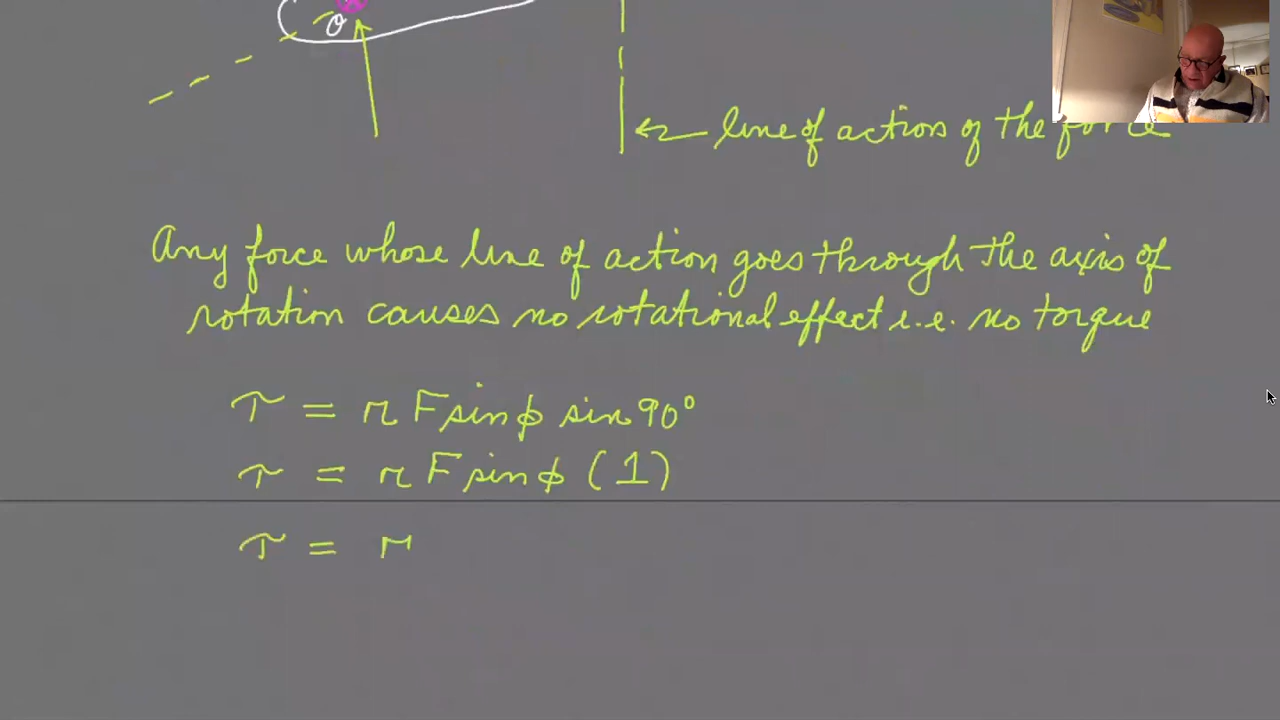 O
line of action of the force
Any force whose line of action goes through the axis of
rotation causes no rotational effect i.e. no torque
τ = r F sin ϕ sin 90°
τ = r F sin ϕ (1)
τ = r